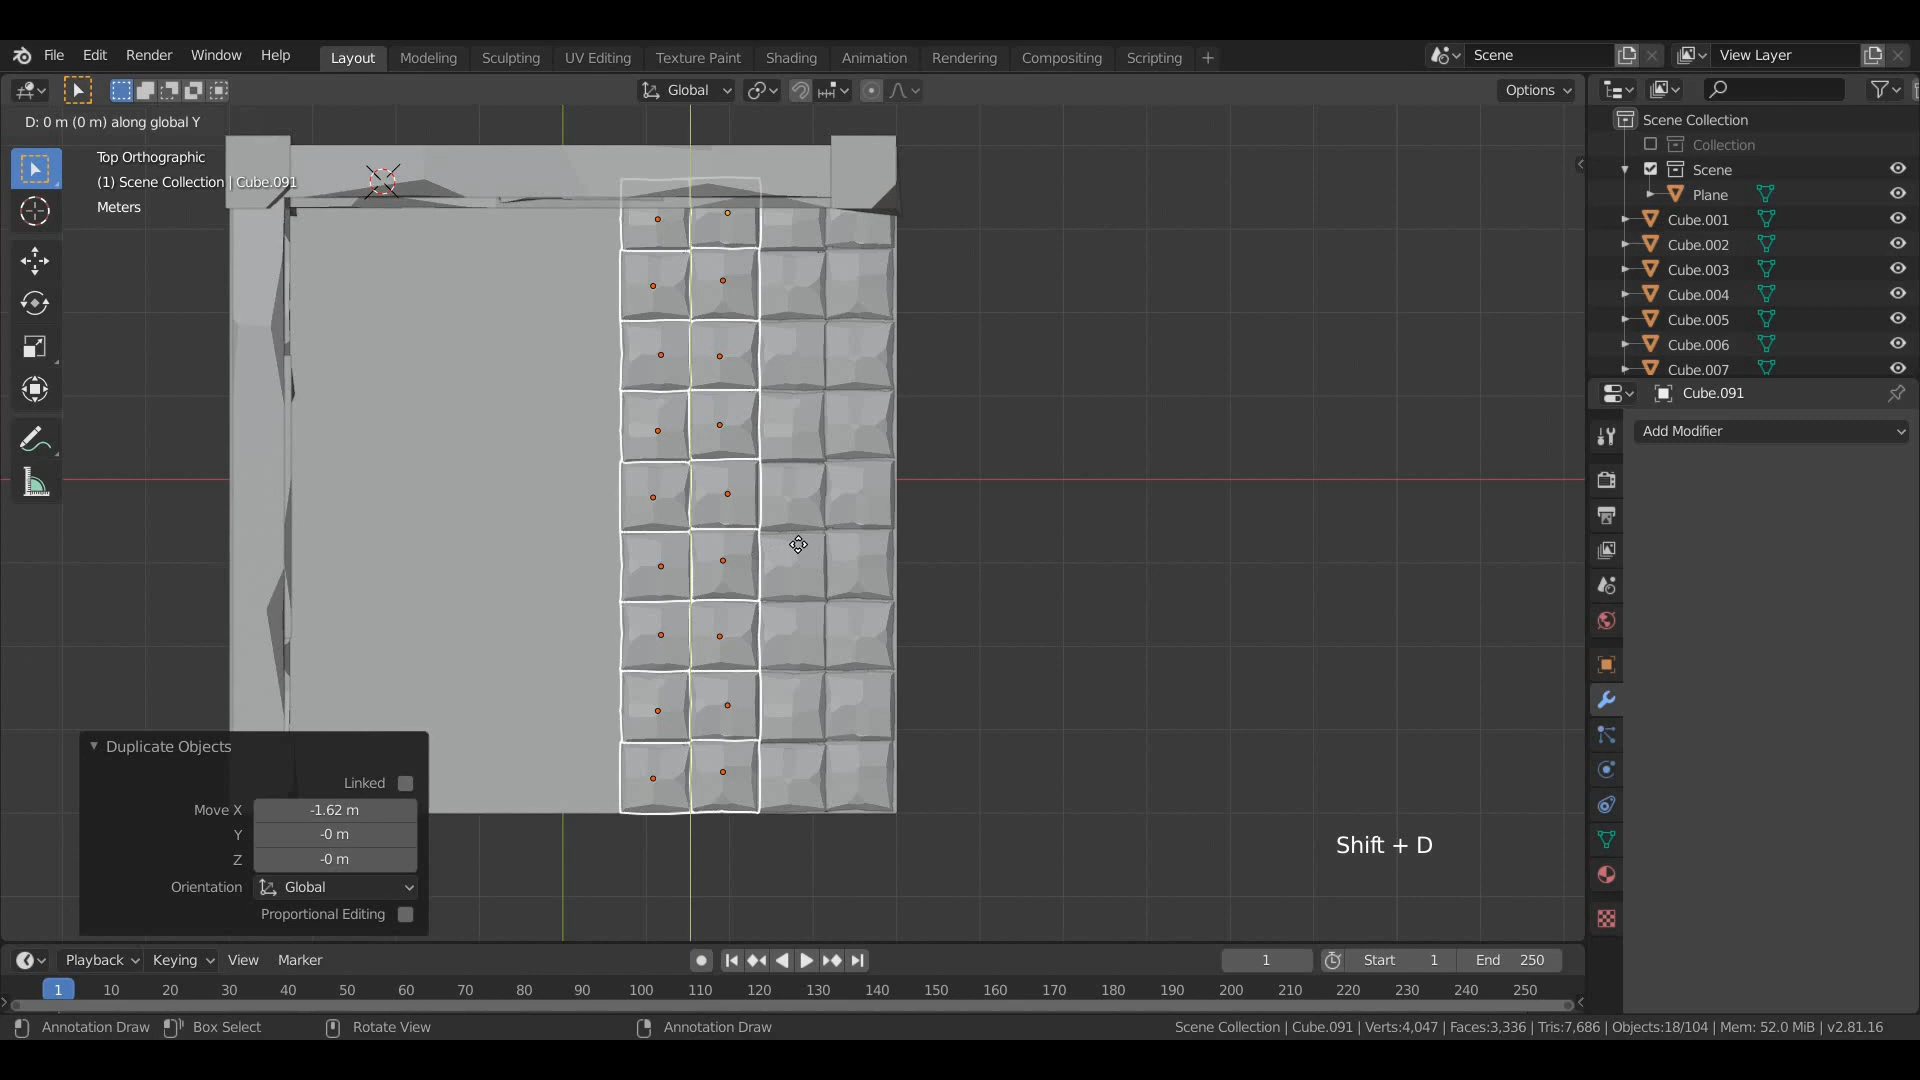 File Edit Render Window Help Layout Modeling Sculpting UV Editing Texture Paint Shading Animation Rendering Compositing Scripting + Scene View Layer
Global Options
D: 0 m (0 m) along global Y
Top Orthographic
(1) Scene Collection | Cube.091
Meters
Scene Collection
Collection
Scene
Plane
Cube.001
Cube.002
Cube.003
Cube.004
Cube.005
Cube.006
Cube.007
Cube.091
Add Modifier
Duplicate Objects
Linked
Move X -1.62 m
Y -0 m
Z -0 m
Orientation Global
Proportional Editing
Shift + D
Playback Keying View Marker 1 Start 1 End 250
1 10 20 30 40 50 60 70 80 90 100 110 120 130 140 150 160 170 180 190 200 210 220 230 240 250
Annotation Draw Box Select Rotate View Annotation Draw Scene Collection | Cube.091 | Verts:4,047 | Faces:3,336 | Tris:7,686 | Objects:18/104 | Mem: 52.0 MiB | v2.81.16